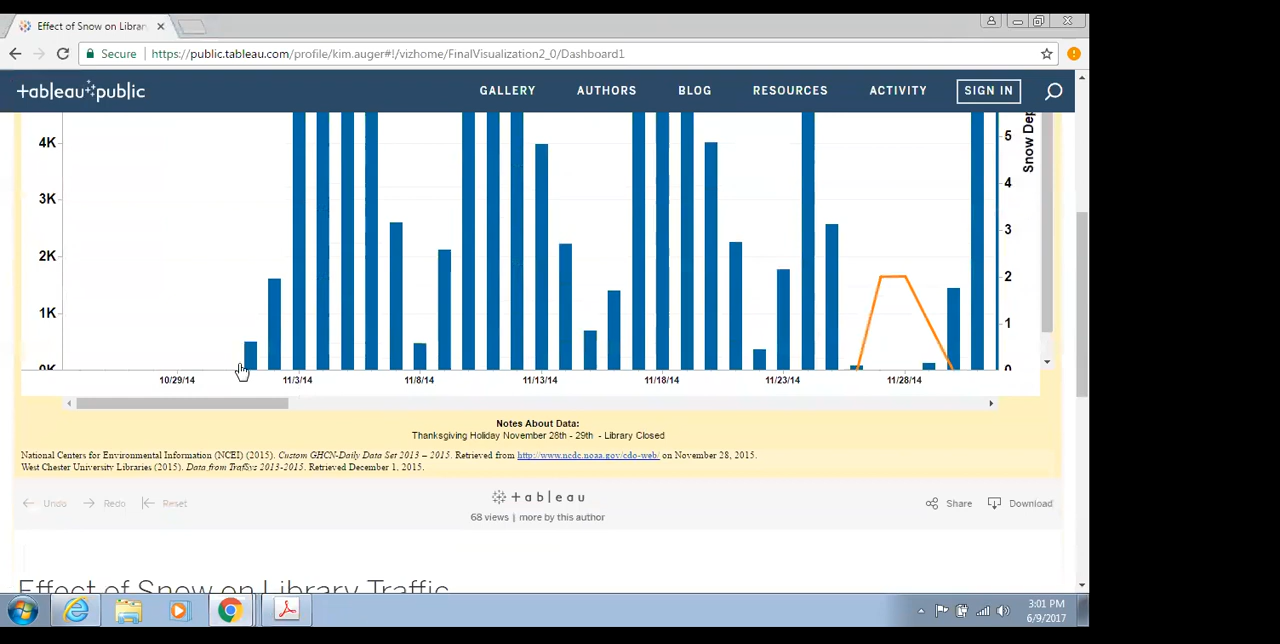 Effect of Snow on Librar
Secure https://public.tableau.com/profile/kim.auger#!/vizhome/FinalVisualization2_0/Dashboard1
+ableau public GALLERY AUTHORS BLOG RESOURCES ACTIVITY SIGN IN
4K
3K
2K
1K
0K
5
4
3
2
1
0
Snow Dep
10/29/14 11/3/14 11/8/14 11/13/14 11/18/14 11/23/14 11/28/14
Notes About Data:
Thanksgiving Holiday November 28th - 29th - Library Closed
National Centers for Environmental Information (NCEI) (2015). Custom GHCN-Daily Data Set 2013 – 2015. Retrieved from http://www.ncdc.noaa.gov/cdo-web/ on November 28, 2015.
West Chester University Libraries (2015). Data from TrafSys 2013-2015. Retrieved December 1, 2015.
Undo Redo Reset +ableau Share Download
68 views | more by this author
Effect of Snow on Library Traffic
3:01 PM
6/9/2017